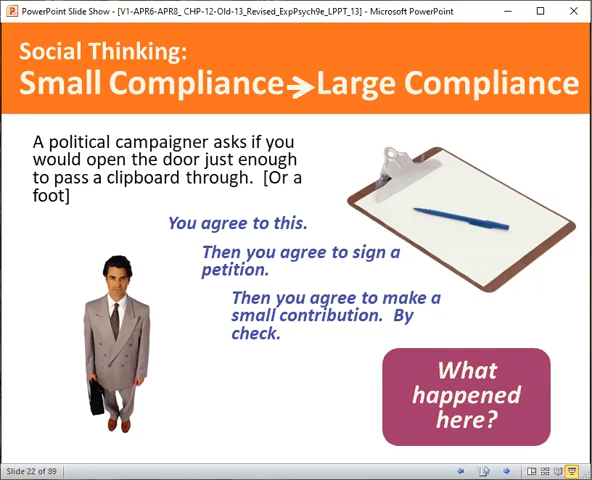 PowerPoint Slide Show - [V1-APR6-APR8_ CHP-12-Old-13_Revised_ExpPsych9e_LPPT_13] - Microsoft PowerPoint
Social Thinking:
Small Compliance→Large Compliance
A political campaigner asks if you
would open the door just enough
to pass a clipboard through. [Or a
foot]
You agree to this.
Then you agree to sign a
petition.
Then you agree to make a
small contribution. By
check.
What
happened
here?
Slide 22 of 89